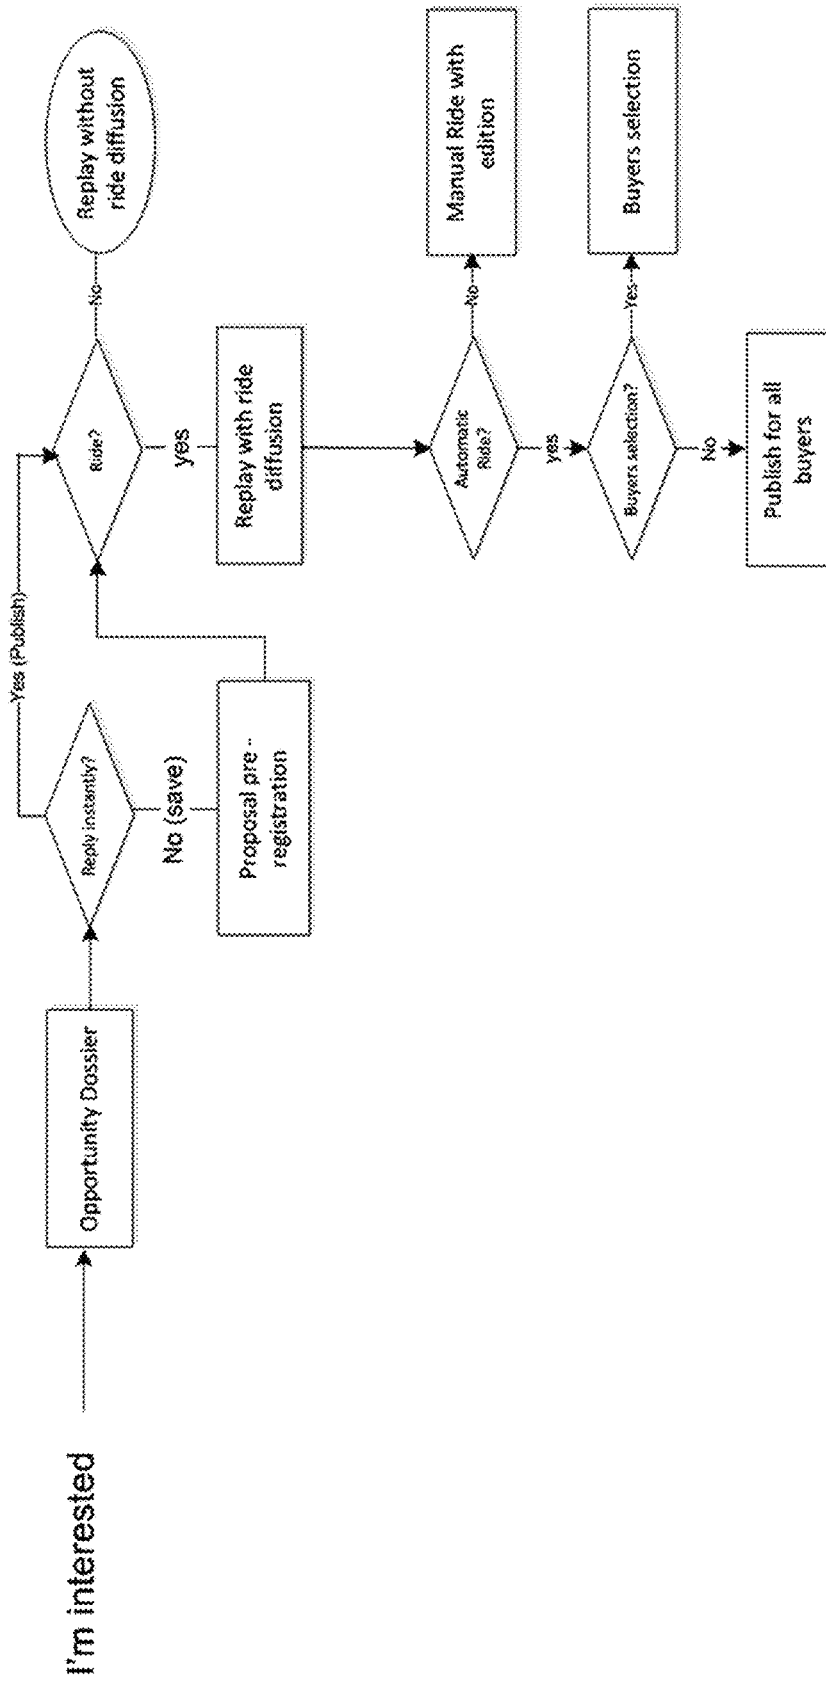 I'm interested
Opportunity Dossier
Reply instantly?
Yes (Publish)
No (save)
Proposal pre -
registration
Ride?
No
Replay without
ride diffusion
yes
Replay with ride
diffusion
Automatic
Ride?
No
Manual Ride with
edition
yes
Buyers selection?
Yes
Buyers selection
No
Publish for all
buyers